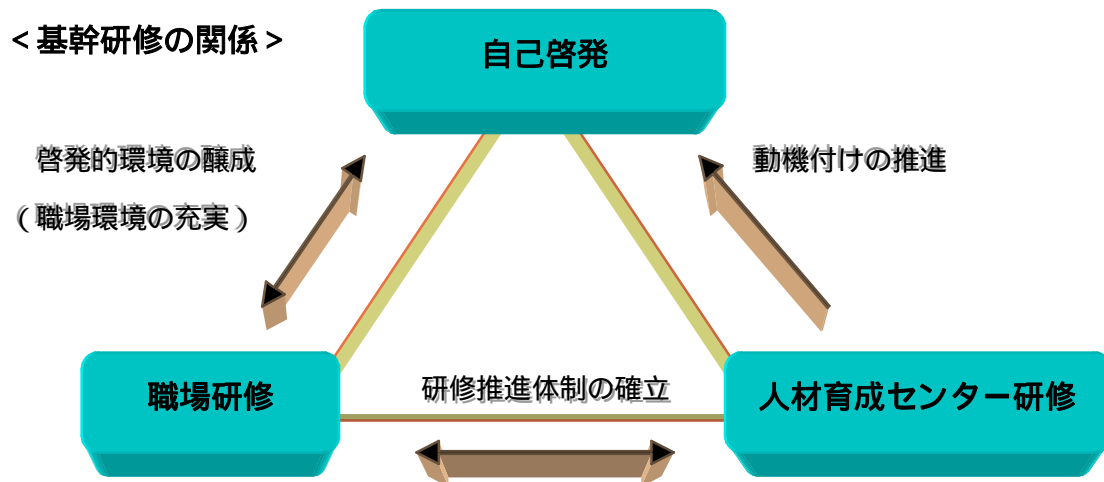 ＜基幹研修の関係＞
自己啓発
啓発的環境の醸成
（職場環境の充実）
動機付けの推進
職場研修
研修推進体制の確立
人材育成センター研修